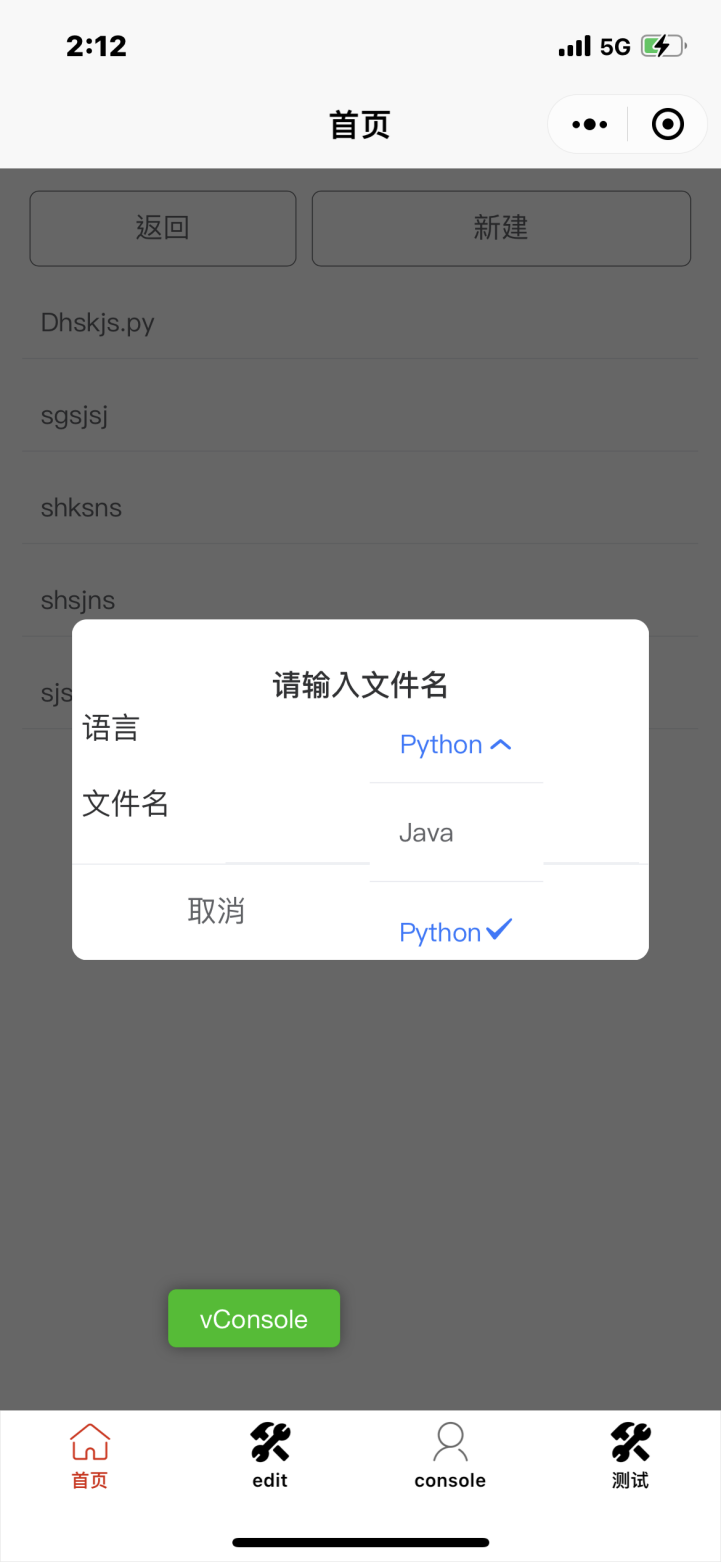 2:12
5G
首页
返回
新建
Dhskjs.py
sgsjsj
shksns
shsjns
sjs
请输入文件名
语言
Python
文件名
Java
取消
Python
vConsole
首页
edit
console
测试